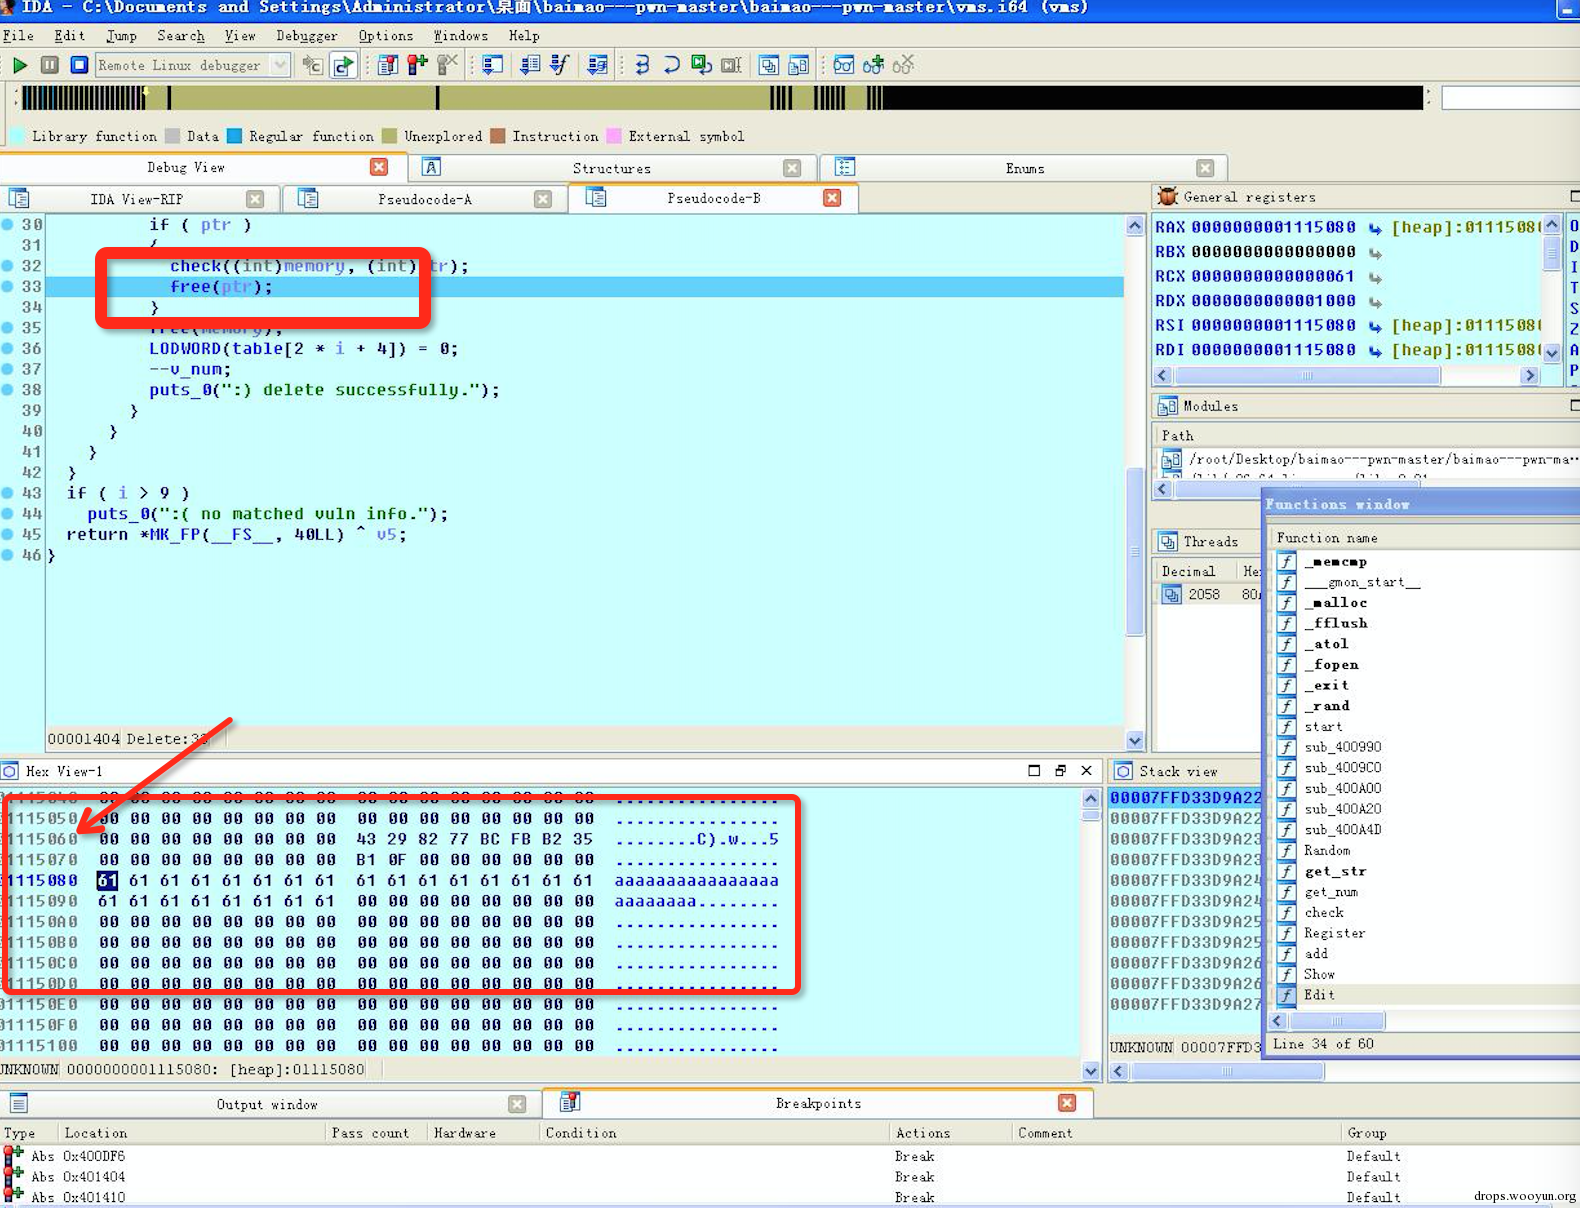 IDA - C:\Documents and Settings\Administrator\桌面\baimao---pwn-master\baimao---pwn-master\vms.i64 (vms)
File Edit Jump Search View Debugger Options Windows Help
Remote Linux debugger
Library function Data Regular function Unexplored Instruction External symbol
Debug View Structures Enums
IDA View-RIP Pseudocode-A Pseudocode-B
30 if ( ptr )
31 {
32 check((int)memory, (int)tr);
33 free(ptr);
34 }
35 free(memory);
36 LODWORD(table[2 * i + 4]) = 0;
37 --v_num;
38 puts_0(":) delete successfully.");
39 }
40 }
41 }
42 }
43 if ( i > 9 )
44 puts_0(":( no matched vuln info.");
45 return *MK_FP(__FS__, 40LL) ^ v5;
46 }
00001404 Delete:33
General registers
RAX 0000000001115080 [heap]:0111508
RBX 0000000000000000
RCX 0000000000000061
RDX 0000000000001000
RSI 0000000001115080 [heap]:0111508
RDI 0000000001115080 [heap]:0111508
Modules
Path
/root/Desktop/baimao---pwn-master/baimao---pwn-ma...
Threads
Decimal He
2058 80
Functions window
Function name
_memcmp
___gmon_start__
_malloc
_fflush
_atol
_fopen
_exit
_rand
start
sub_400990
sub_4009C0
sub_400A00
sub_400A20
sub_400A4D
Random
get_str
get_num
check
Register
add
Show
Edit
Line 34 of 60
Hex View-1
01115040 00 00 00 00 00 00 00 00 00 00 00 00 00 00 00 00 ................
01115050 00 00 00 00 00 00 00 00 00 00 00 00 00 00 00 00 ................
01115060 00 00 00 00 00 00 00 00 43 29 82 77 BC FB B2 35 ........C).w...5
01115070 00 00 00 00 00 00 00 00 B1 0F 00 00 00 00 00 00 ................
01115080 61 61 61 61 61 61 61 61 61 61 61 61 61 61 61 61 aaaaaaaaaaaaaaaa
01115090 61 61 61 61 61 61 61 61 00 00 00 00 00 00 00 00 aaaaaaaa........
011150A0 00 00 00 00 00 00 00 00 00 00 00 00 00 00 00 00 ................
011150B0 00 00 00 00 00 00 00 00 00 00 00 00 00 00 00 00 ................
011150C0 00 00 00 00 00 00 00 00 00 00 00 00 00 00 00 00 ................
011150D0 00 00 00 00 00 00 00 00 00 00 00 00 00 00 00 00 ................
011150E0 00 00 00 00 00 00 00 00 00 00 00 00 00 00 00 00 ................
011150F0 00 00 00 00 00 00 00 00 00 00 00 00 00 00 00 00 ................
01115100 00 00 00 00 00 00 00 00 00 00 00 00 00 00 00 00 ................
UNKNOWN 0000000001115080: [heap]:01115080
Stack view
00007FFD33D9A22
00007FFD33D9A22
00007FFD33D9A23
00007FFD33D9A23
00007FFD33D9A24
00007FFD33D9A24
00007FFD33D9A25
00007FFD33D9A25
00007FFD33D9A26
00007FFD33D9A26
00007FFD33D9A27
UNKNOWN 00007FFD3
Output window Breakpoints
Type Location Pass count Hardware Condition Actions Comment Group
Abs 0x400DF6 Break Default
Abs 0x401404 Break Default
Abs 0x401410 Break Default
drops.wooyun.org